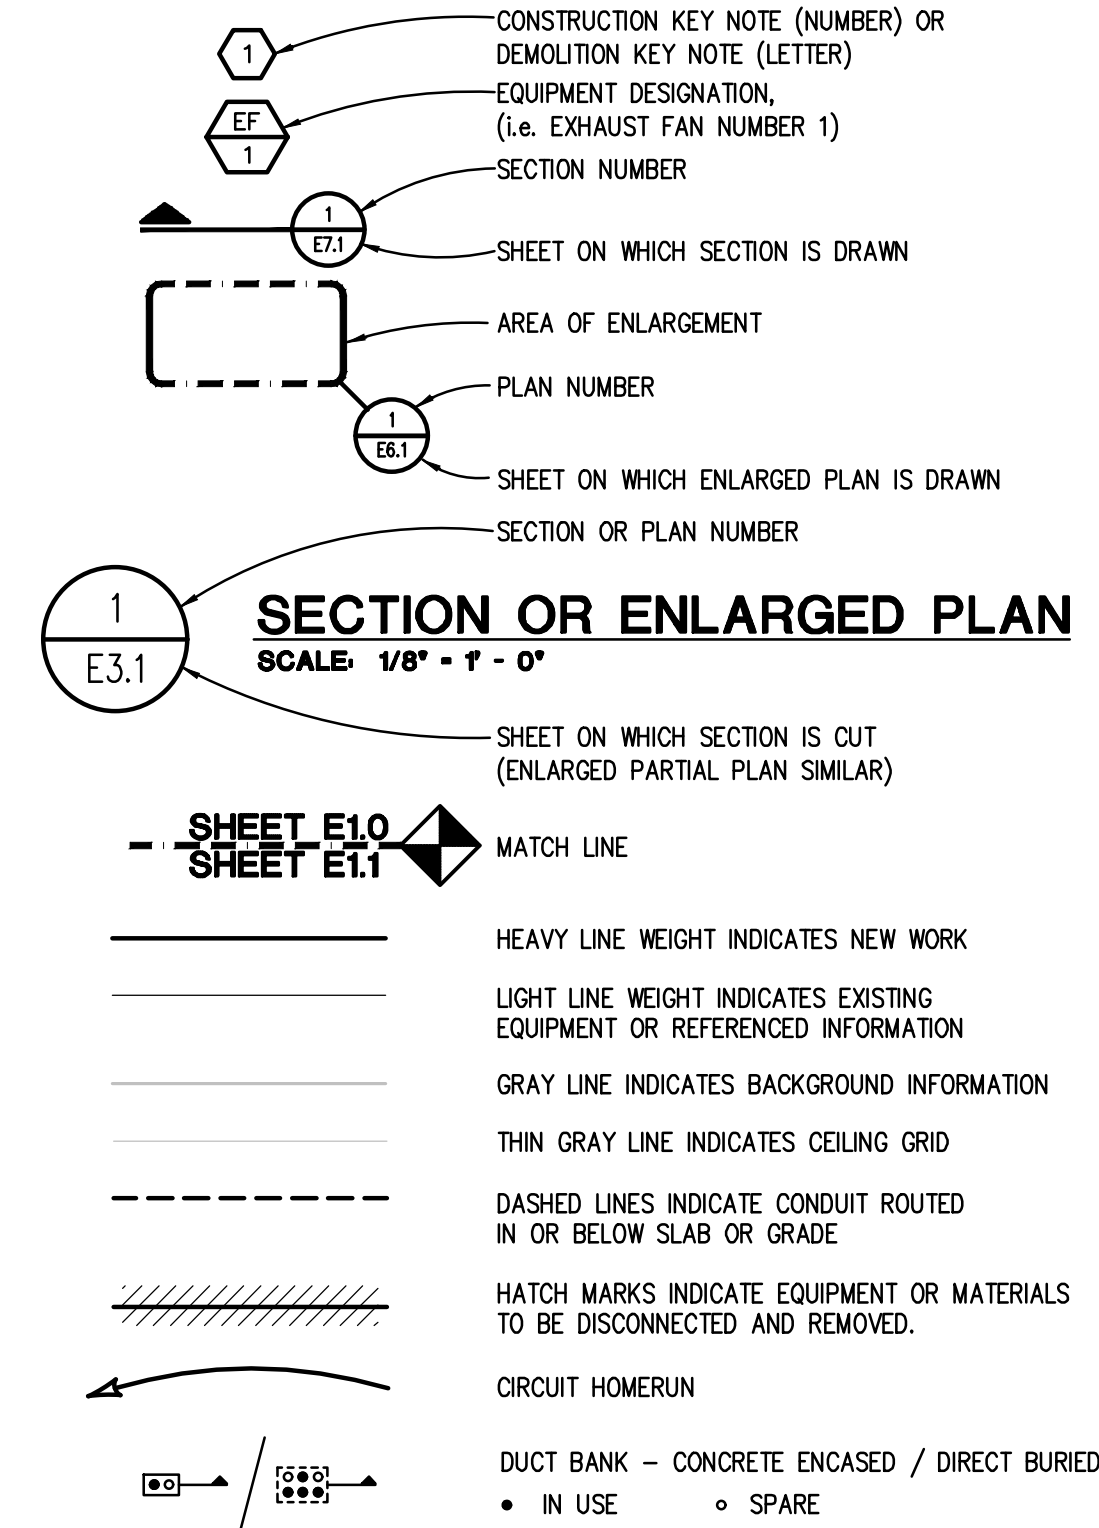 CONSTRUCTION KEY NOTE (NUMBER) OR
1
DEMOLITION KEY NOTE (LETTER)
EQUIPMENT DESIGNATION,
EF
(i.e. EXHAUST FAN NUMBER 1)
1
SECTION NUMBER
1
E7.1
SHEET ON WHICH SECTION IS DRAWN
AREA OF ENLARGEMENT
PLAN NUMBER
1
E6.1
SHEET ON WHICH ENLARGED PLAN IS DRAWN
SECTION OR PLAN NUMBER
1
SECTION OR ENLARGED PLAN
E3.1
SCALE: 1/8" = 1' - 0"
SHEET ON WHICH SECTION IS CUT
(ENLARGED PARTIAL PLAN SIMILAR)
SHEET E1.0
SHEET E1.1
MATCH LINE
HEAVY LINE WEIGHT INDICATES NEW WORK
LIGHT LINE WEIGHT INDICATES EXISTING
EQUIPMENT OR REFERENCED INFORMATION
GRAY LINE INDICATES BACKGROUND INFORMATION
THIN GRAY LINE INDICATES CEILING GRID
DASHED LINES INDICATE CONDUIT ROUTED
IN OR BELOW SLAB OR GRADE
HATCH MARKS INDICATE EQUIPMENT OR MATERIALS
TO BE DISCONNECTED AND REMOVED.
CIRCUIT HOMERUN
DUCT BANK – CONCRETE ENCASED / DIRECT BURIED
● IN USE ○ SPARE